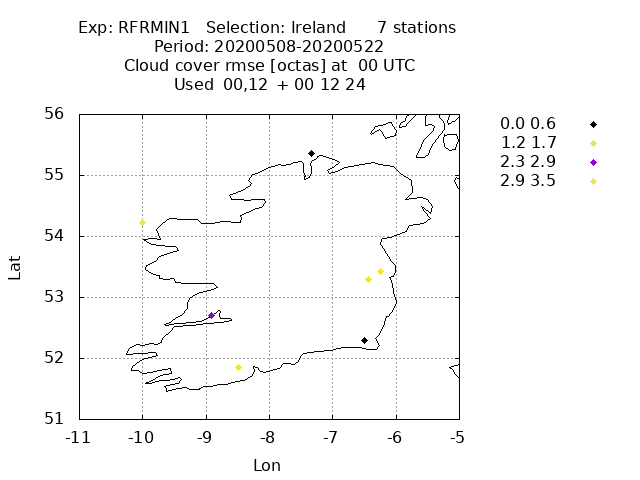 Exp: RFRMIN1 Selection: Ireland 7 stations
Period: 20200508-20200522
Cloud cover rmse [octas] at 00 UTC
Used 00,12 + 00 12 24
0.0 0.6
1.2 1.7
2.3 2.9
2.9 3.5
56
55
54
53
52
51
Lat
-11 -10 -9 -8 -7 -6 -5
Lon